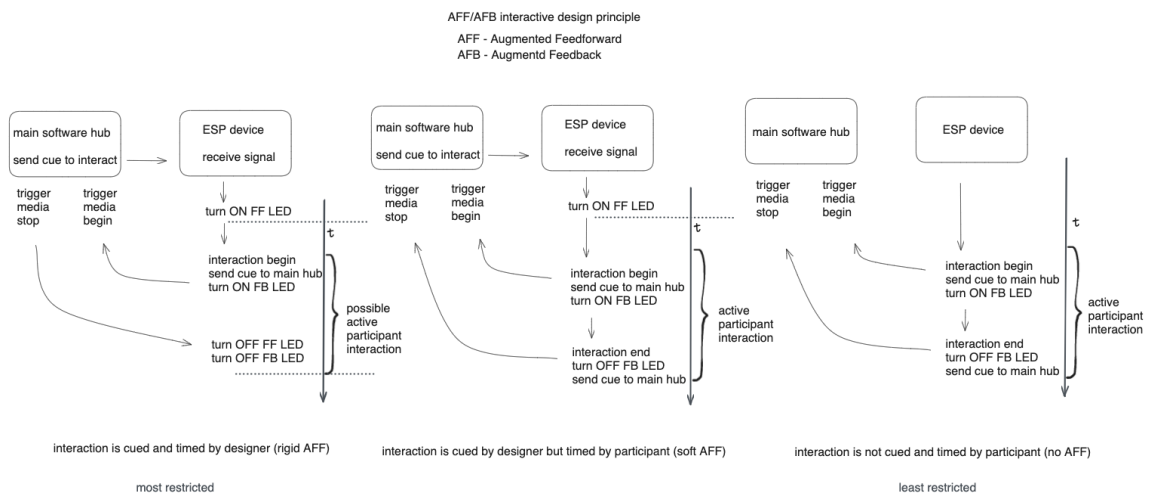 AFF/AFB interactive design principle
AFF - Augmented Feedforward
AFB - Augmentd Feedback
main software hub
send cue to interact
ESP device
receive signal
trigger
media
stop
trigger
media
begin
turn ON FF LED
t
interaction begin
send cue to main hub
turn ON FB LED
possible
active
participant
interaction
turn OFF FF LED
turn OFF FB LED
interaction is cued and timed by designer (rigid AFF)
most restricted
main software hub
send cue to interact
ESP device
receive signal
trigger
media
stop
trigger
media
begin
turn ON FF LED
t
interaction begin
send cue to main hub
turn ON FB LED
active
participant
interaction
interaction end
turn OFF FB LED
send cue to main hub
interaction is cued by designer but timed by participant (soft AFF)
main software hub
ESP device
trigger
media
stop
trigger
media
begin
t
interaction begin
send cue to main hub
turn ON FB LED
active
participant
interaction
interaction end
turn OFF FB LED
send cue to main hub
interaction is not cued and timed by participant (no AFF)
least restricted